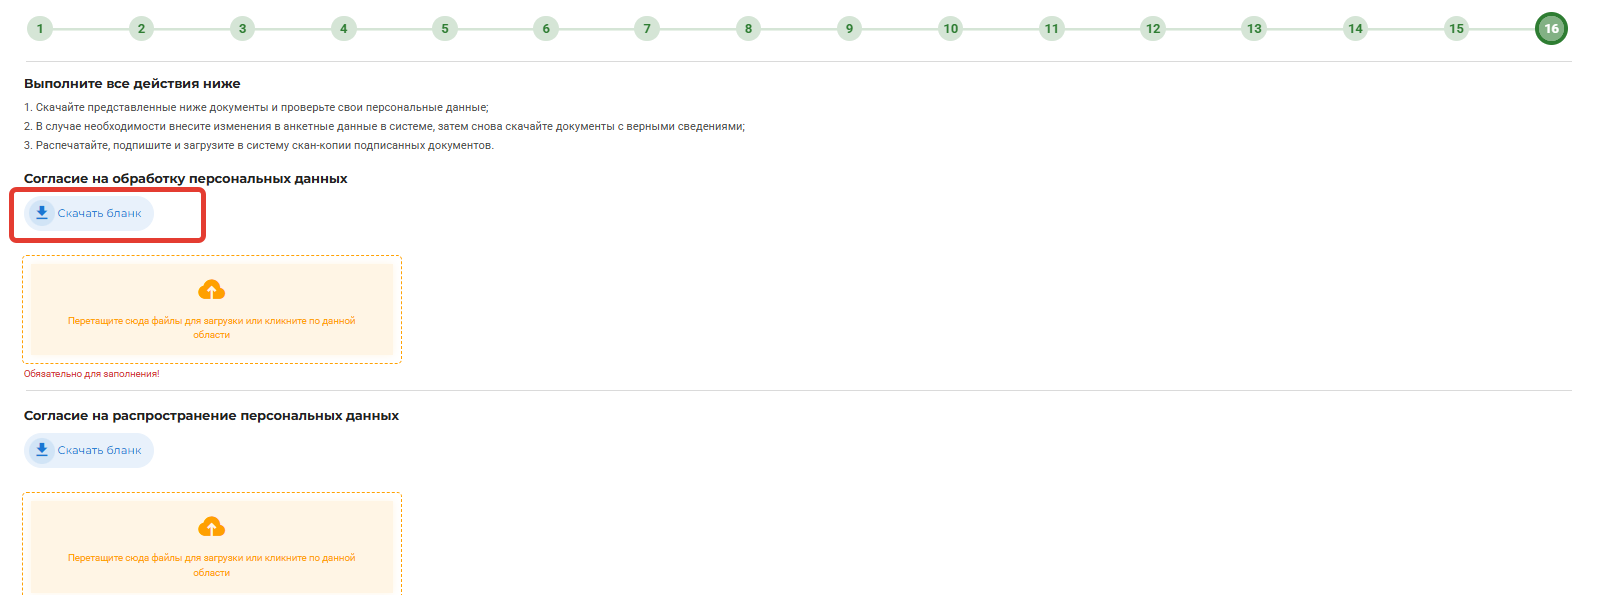 1 2 3 4 5 6 7 8 9 10 11 12 13 14 15 16
Выполните все действия ниже
1. Скачайте представленные ниже документы и проверьте свои персональные данные;
2. В случае необходимости внесите изменения в анкетные данные в системе, затем снова скачайте документы с верными сведениями;
3. Распечатайте, подпишите и загрузите в систему скан-копии подписанных документов.
Согласие на обработку персональных данных
Скачать бланк
Перетащите сюда файлы для загрузки или кликните по данной
области
Обязательно для заполнения!
Согласие на распространение персональных данных
Скачать бланк
Перетащите сюда файлы для загрузки или кликните по данной
области